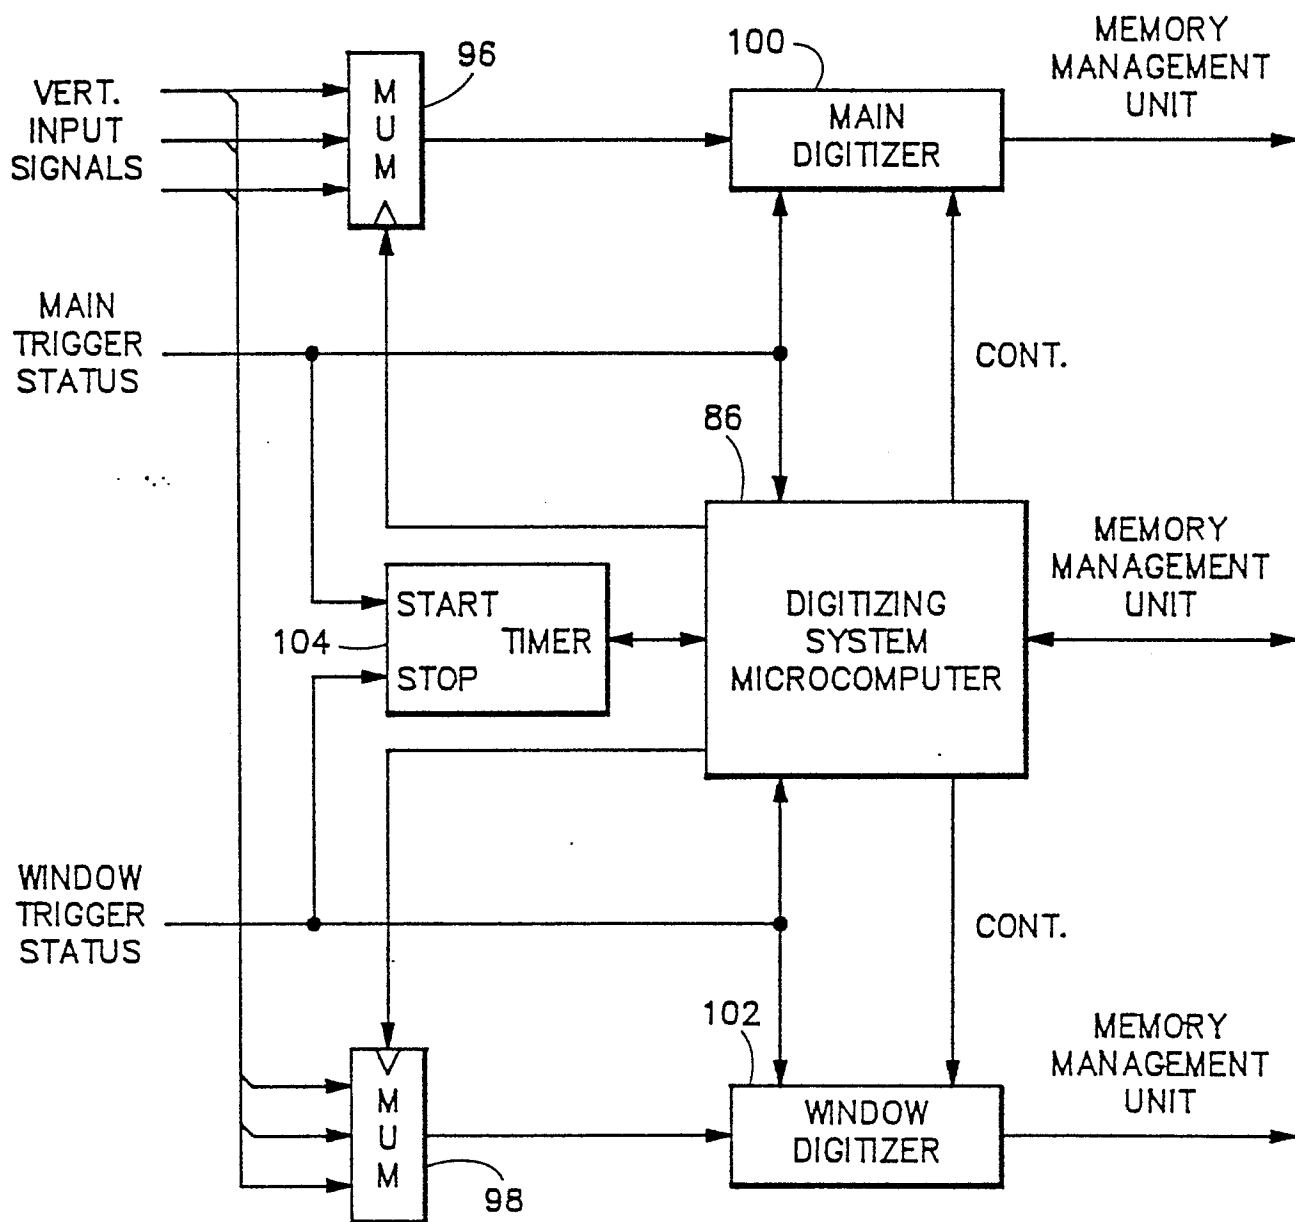 96
100
MEMORY
MANAGEMENT
UNIT
VERT.
INPUT
SIGNALS
M
U
M
MAIN
DIGITIZER
MAIN
TRIGGER
STATUS
CONT.
86
MEMORY
MANAGEMENT
UNIT
START
104
TIMER
STOP
DIGITIZING
SYSTEM
MICROCOMPUTER
WINDOW
TRIGGER
STATUS
CONT.
102
MEMORY
MANAGEMENT
UNIT
M
U
M
WINDOW
DIGITIZER
98